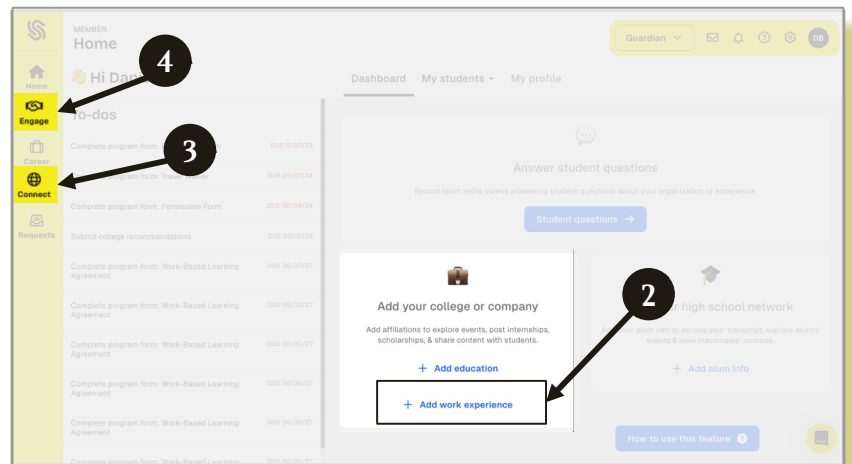 MEMBER
Home
Guardian
DB
4
Home
Engage
Career
3
Connect
Requests
👋 Hi Dan
Dashboard My students My profile
To-dos
Complete program form: DUE 11/30/23
program form: Travel Waiver DUE 09/07/24
Complete program form: Permission Form DUE 09/09/24
Submit college recommendations
Complete program form: Work-Based Learning
Agreement
DUE 06/30/27
Complete program form: Work-Based Learning
Agreement
DUE 06/30/27
Complete program form: Work-Based Learning
Agreement
DUE 06/30/27
Complete program form: Work-Based Learning
Agreement
DUE 06/30/27
Complete program form: Work-Based Learning
Agreement
DUE 06/30/27
Complete program form: Work-Based Learning
DUE 06/30/27
Answer student questions
Record short selfie videos answering student questions about your organization or experience.
Student questions →
Add your college or company
Add affiliations to explore events, post internships,
scholarships, & share content with students.
+ Add education
+ Add work experience
2
high school network
your alum info to access your transcript, explore alumni
events & view classmates' updates.
+ Add alum info
How to use this feature ?